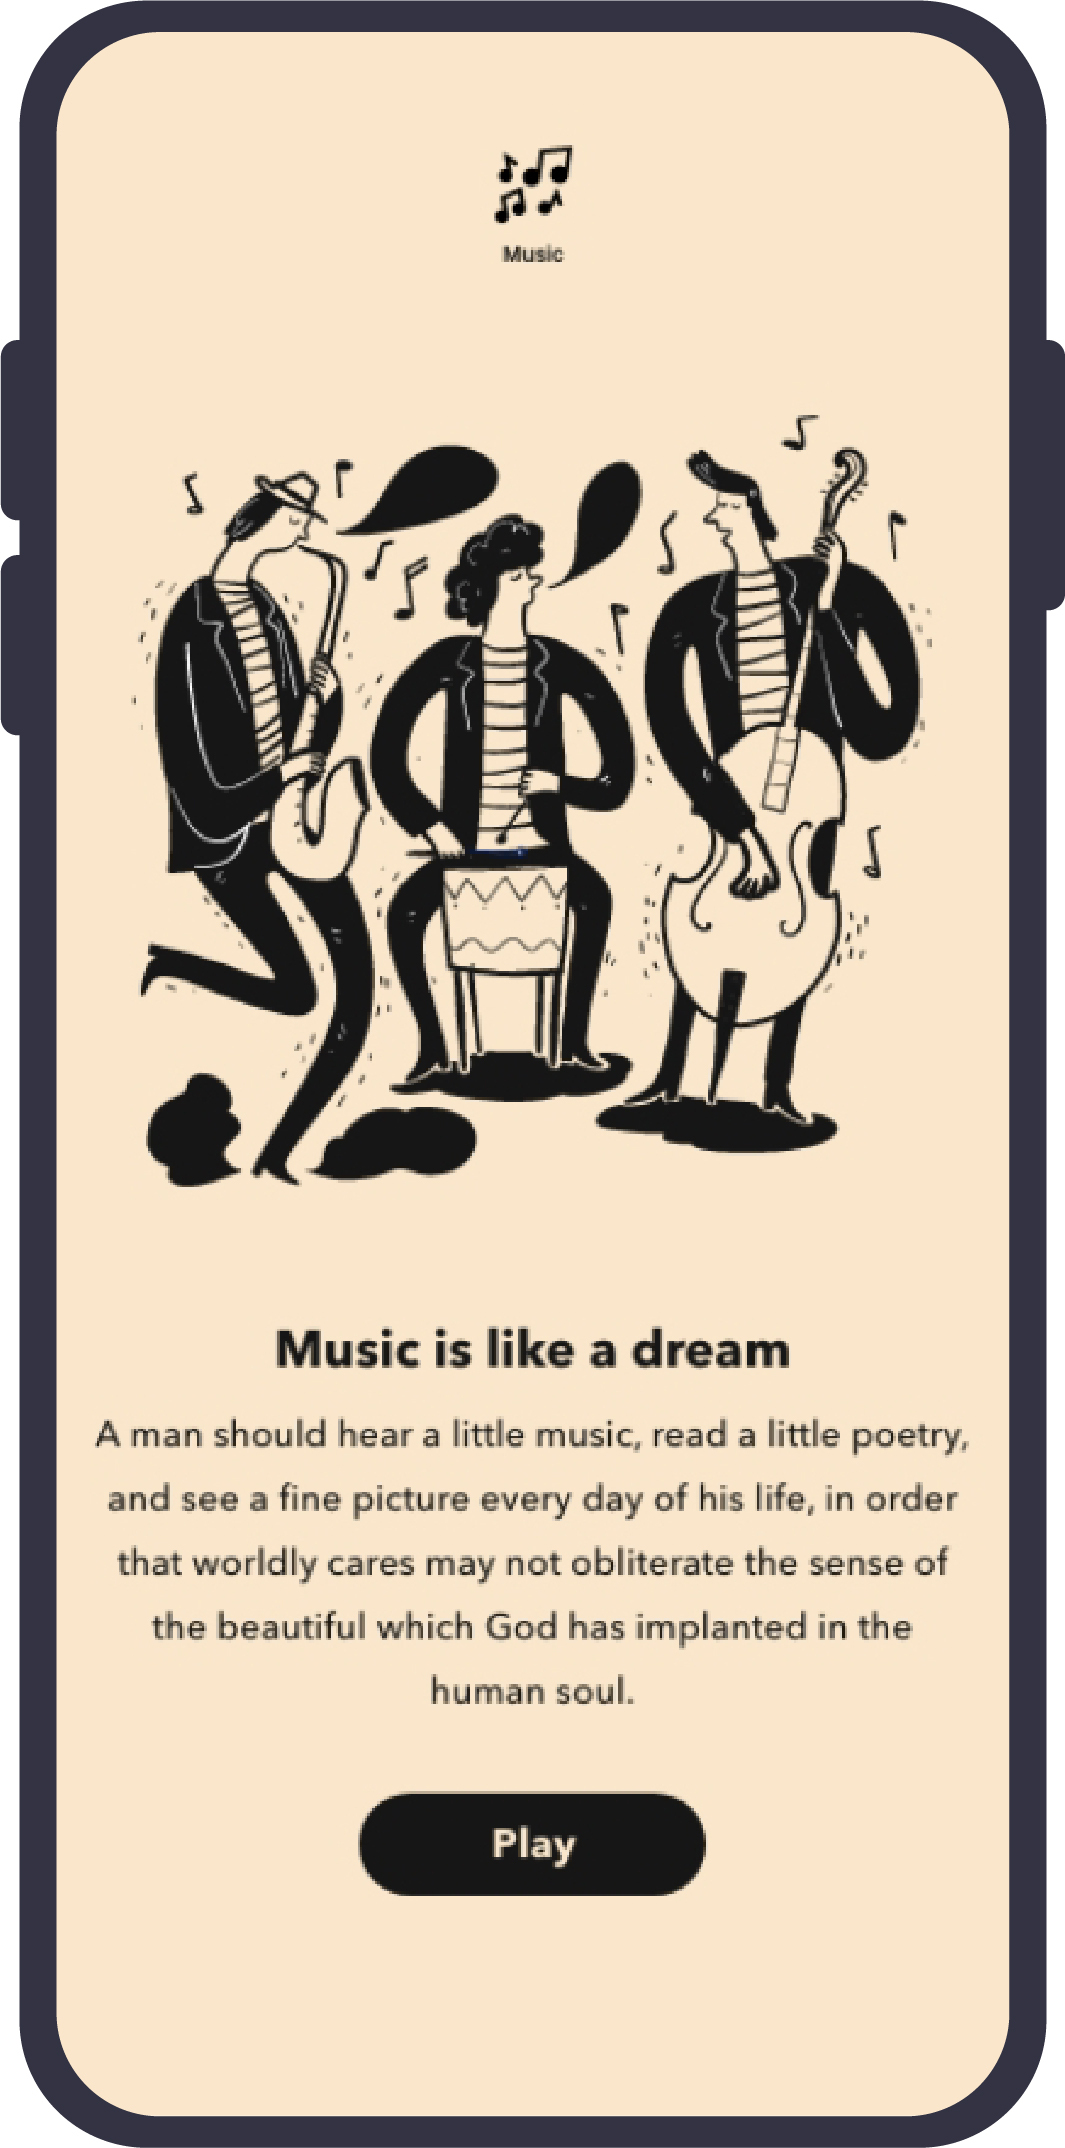 Music
Music is like a dream
A man should hear a little music, read a little poetry,
and see a fine picture every day of his life, in order
that worldly cares may not obliterate the sense of
the beautiful which God has implanted in the
human soul.
Play